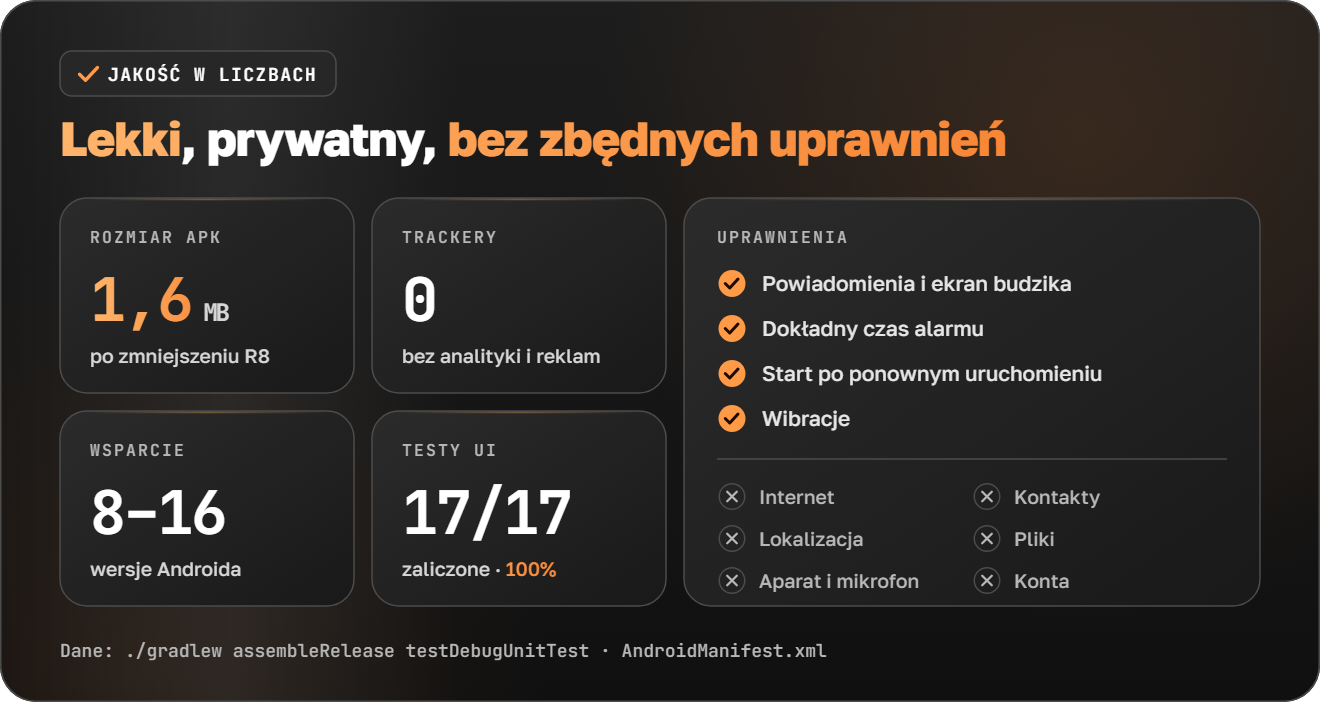 JAKOŚĆ W LICZBACH
Lekki, prywatny, bez zbędnych uprawnień
ROZMIAR APK
1,6 MB
po zmniejszeniu R8
TRACKERY
0
bez analityki i reklam
WSPARCIE
8–16
wersje Androida
TESTY UI
17/17
zaliczone · 100%
UPRAWNIENIA
Powiadomienia i ekran budzika
Dokładny czas alarmu
Start po ponownym uruchomieniu
Wibracje
Internet
Kontakty
Lokalizacja
Pliki
Aparat i mikrofon
Konta
Dane: ./gradlew assembleRelease testDebugUnitTest · AndroidManifest.xml